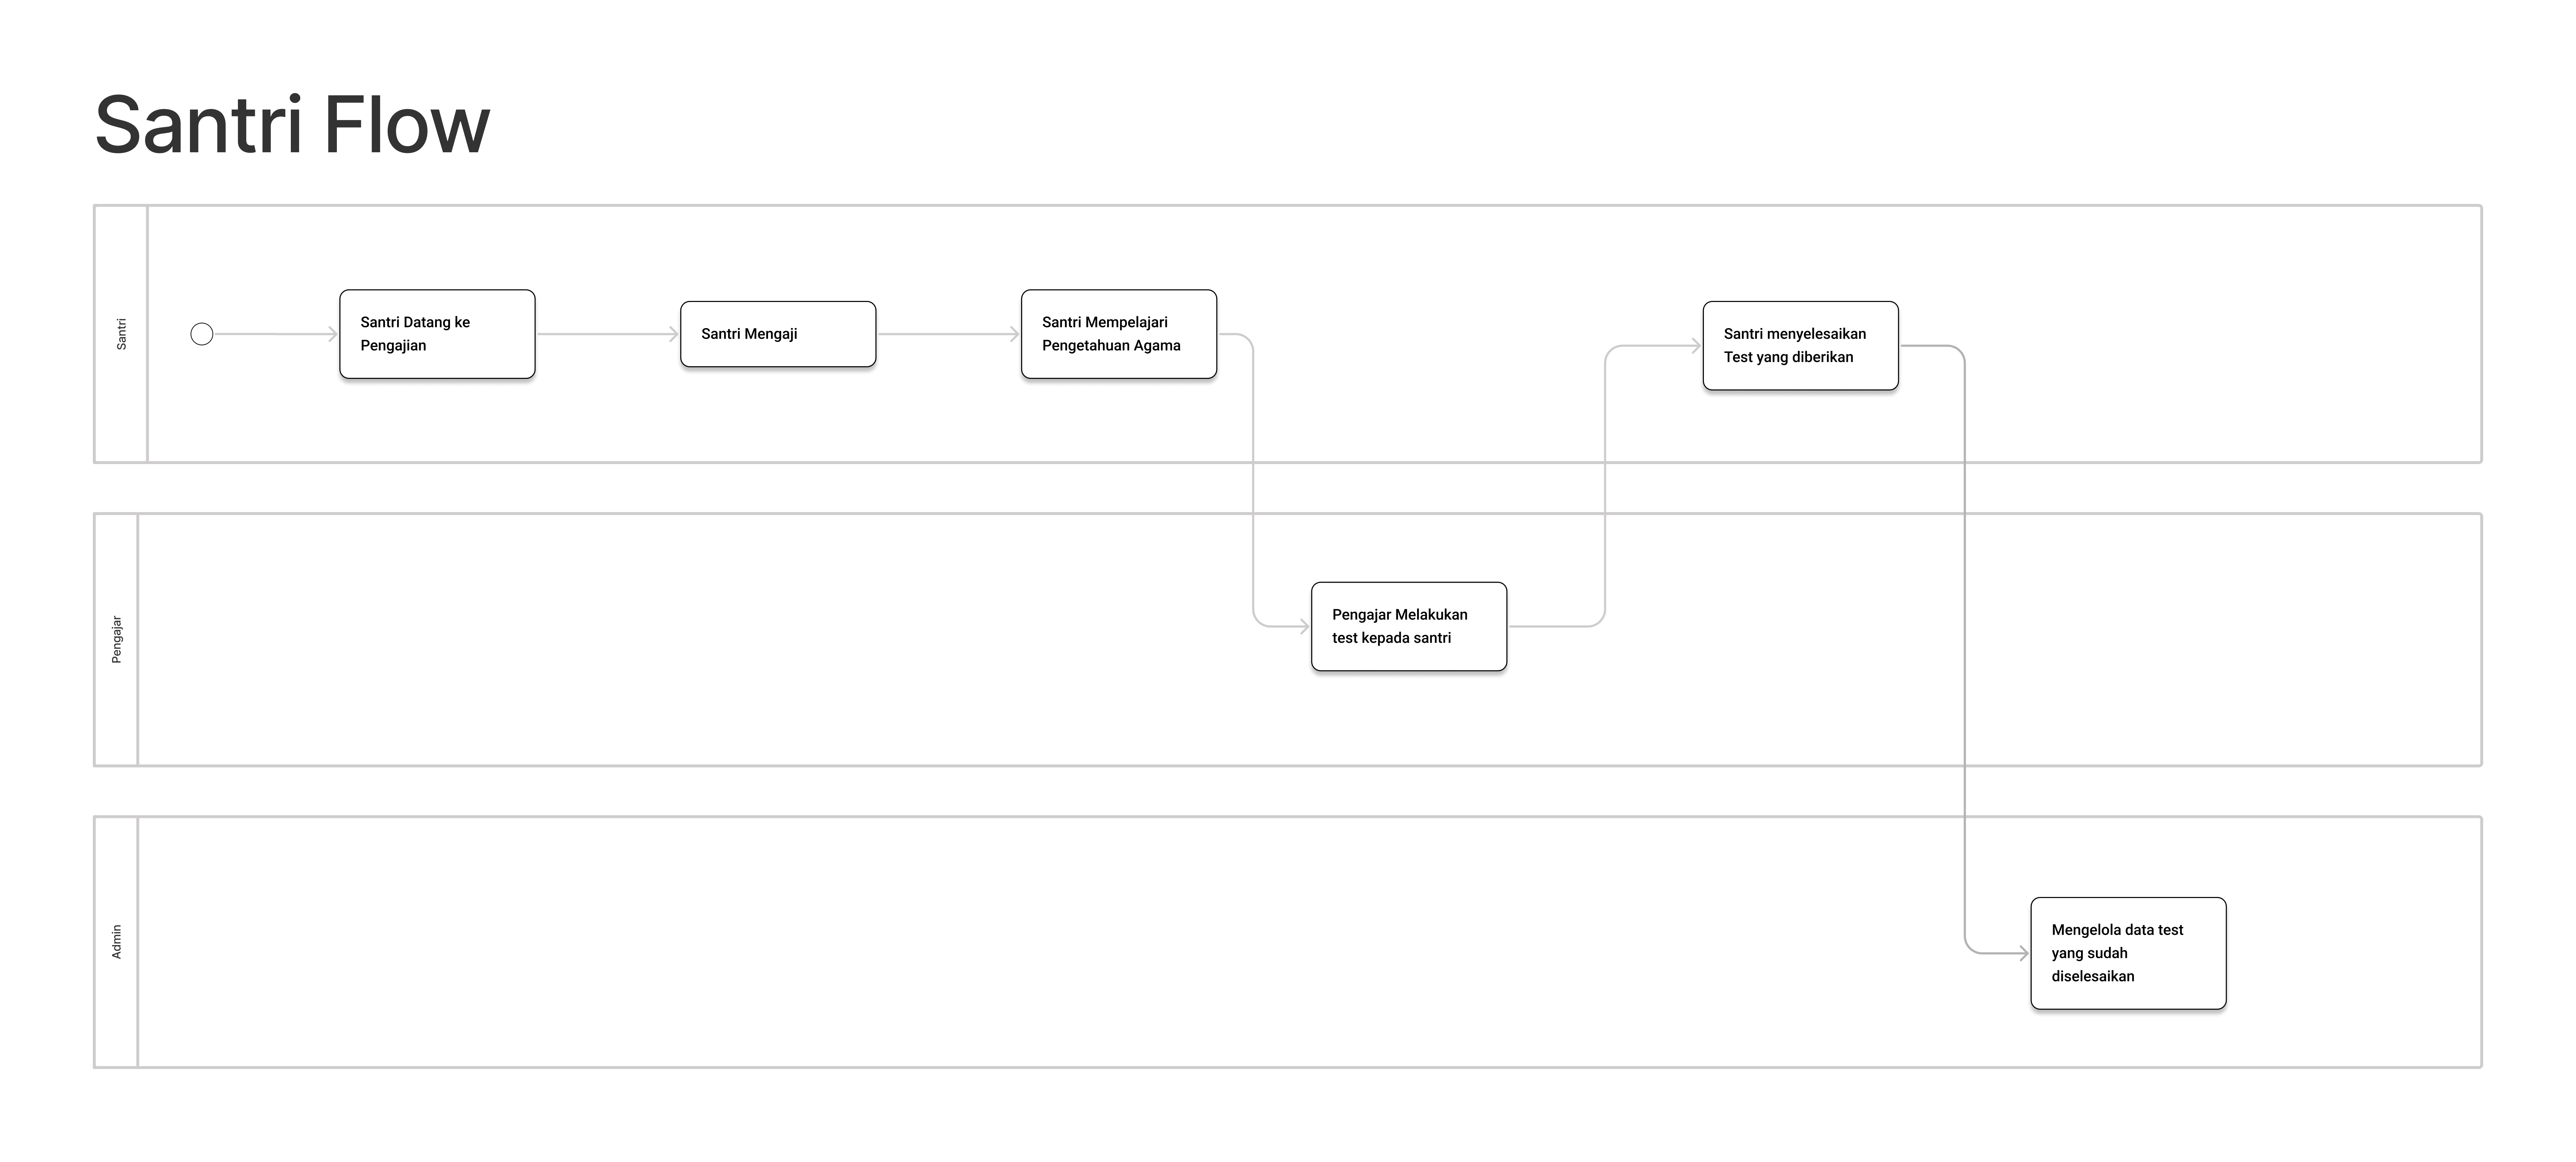 Santri Flow
Santri
Santri Datang ke
Pengajian
Santri Mengaji
Santri Mempelajari
Pengetahuan Agama
Santri menyelesaikan
Test yang diberikan
Pengajar
Pengajar Melakukan
test kepada santri
Admin
Mengelola data test
yang sudah
diselesaikan